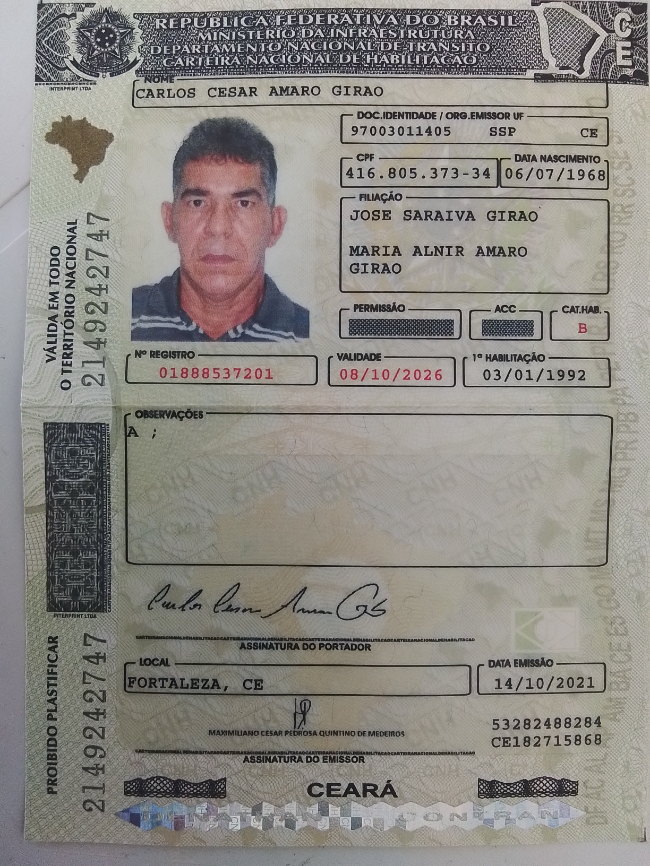 REPÚBLICA FEDERATIVA DO BRASIL
MINISTÉRIO DA INFRAESTRUTURA
DEPARTAMENTO NACIONAL DE TRÂNSITO
CARTEIRA NACIONAL DE HABILITAÇÃO
CE
INTERPRINT LTDA
NOME
CARLOS CESAR AMARO GIRAO
DOC. IDENTIDADE / ORG. EMISSOR UF
97003011405 SSP CE
CPF
416.805.373-34
DATA NASCIMENTO
06/07/1968
FILIAÇÃO
JOSE SARAIVA GIRAO
MARIA ALNIR AMARO
GIRAO
PERMISSÃO
ACC
CAT. HAB.
B
Nº REGISTRO
01888537201
VALIDADE
08/10/2026
1ª HABILITAÇÃO
03/01/1992
VÁLIDA EM TODO
O TERRITÓRIO NACIONAL
2149242747
OBSERVAÇÕES
A ;
INTERPRINT LTDA
Carlos Cesar Amaro
ASSINATURA DO PORTADOR
LOCAL
FORTALEZA, CE
DATA EMISSÃO
14/10/2021
MAXIMILIANO CESAR PEDROSA QUINTINO DE MEDEIROS
53282488284
CE182715868
ASSINATURA DO EMISSOR
PROIBIDO PLASTIFICAR
2149242747
CEARÁ
CONTRAN